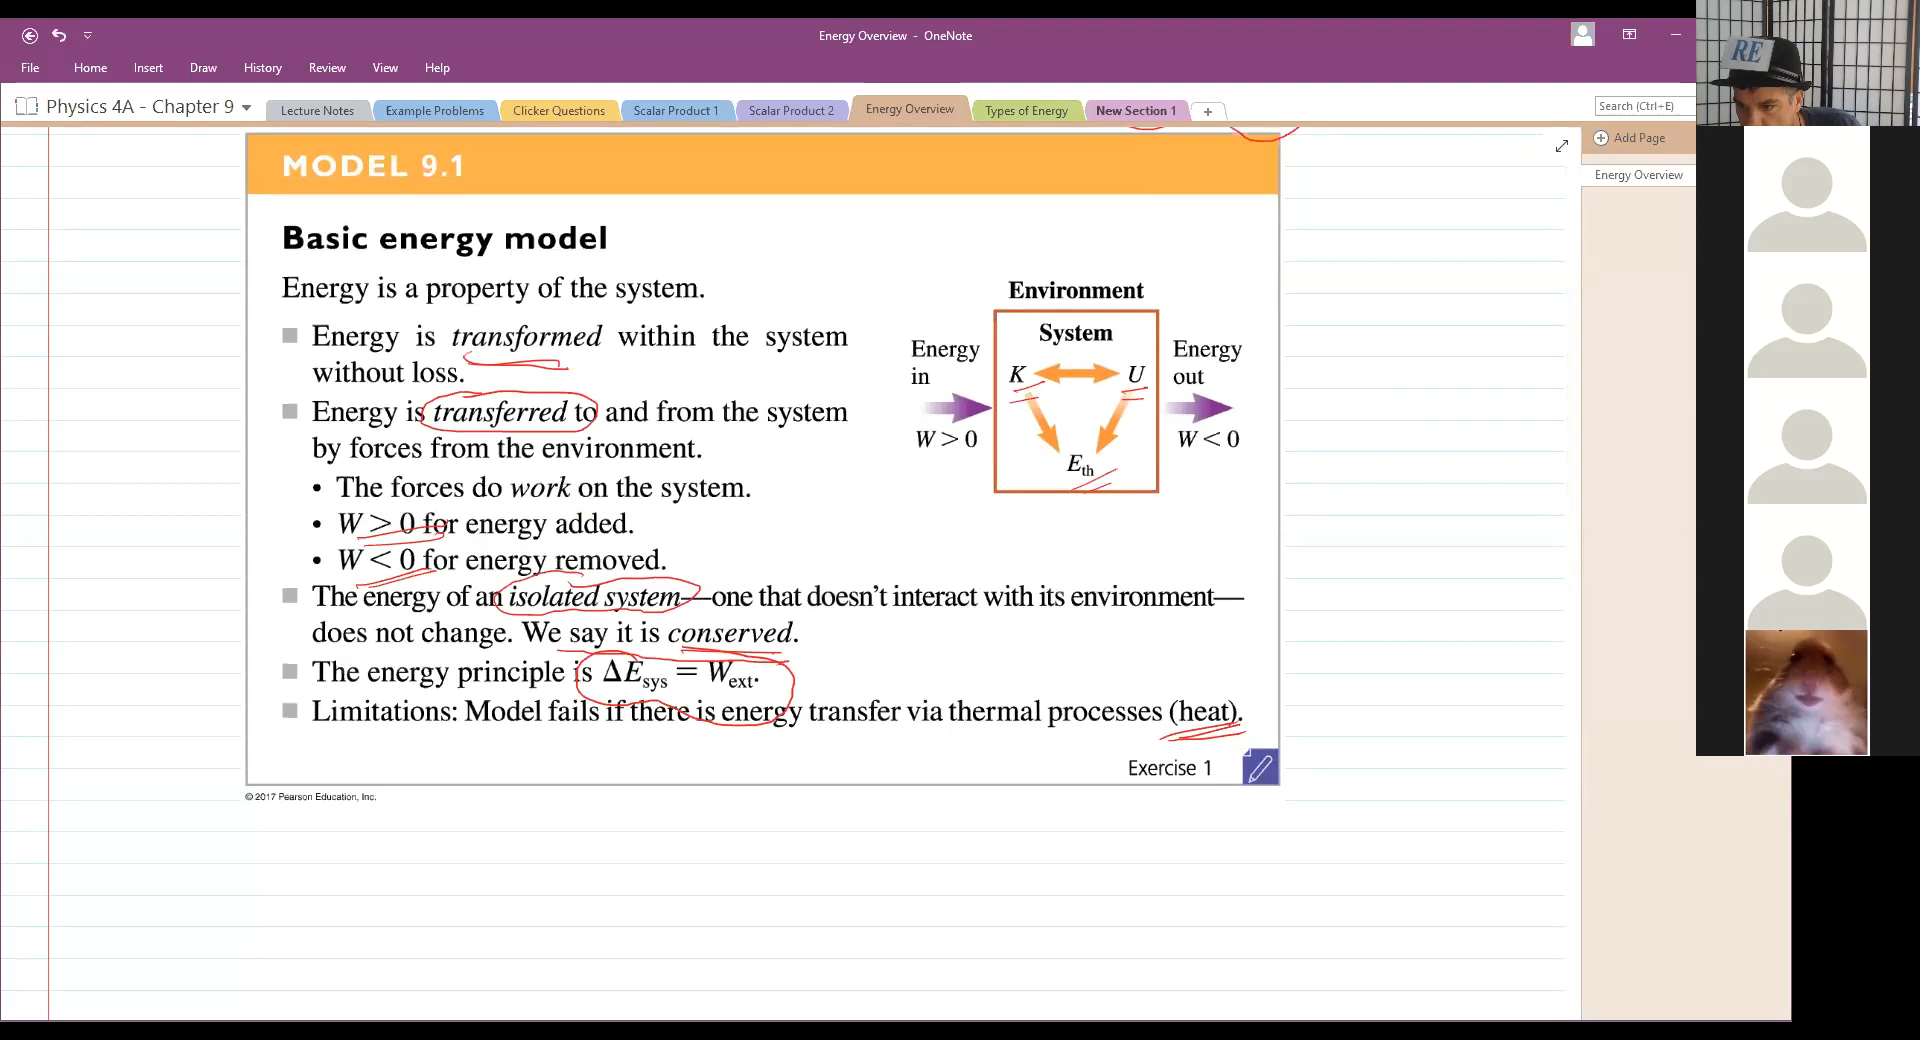 Energy Overview - OneNote
File Home Insert Draw History Review View Help
Physics 4A - Chapter 9
Lecture Notes Example Problems Clicker Questions Scalar Product 1 Scalar Product 2 Energy Overview Types of Energy New Section 1 +
Search (Ctrl+E)
Add Page
Energy Overview
RE
MODEL 9.1
Basic energy model
Energy is a property of the system.
Energy is transformed within the system
without loss.
Energy is transferred to and from the system
by forces from the environment.
• The forces do work on the system.
• W > 0 for energy added.
• W < 0 for energy removed.
The energy of an isolated system—one that doesn't interact with its environment—
does not change. We say it is conserved.
The energy principle is ΔEsys = Wext.
Limitations: Model fails if there is energy transfer via thermal processes (heat).
Environment
System
Energy
in
W > 0
K U
Eth
Energy
out
W < 0
Exercise 1
© 2017 Pearson Education, Inc.